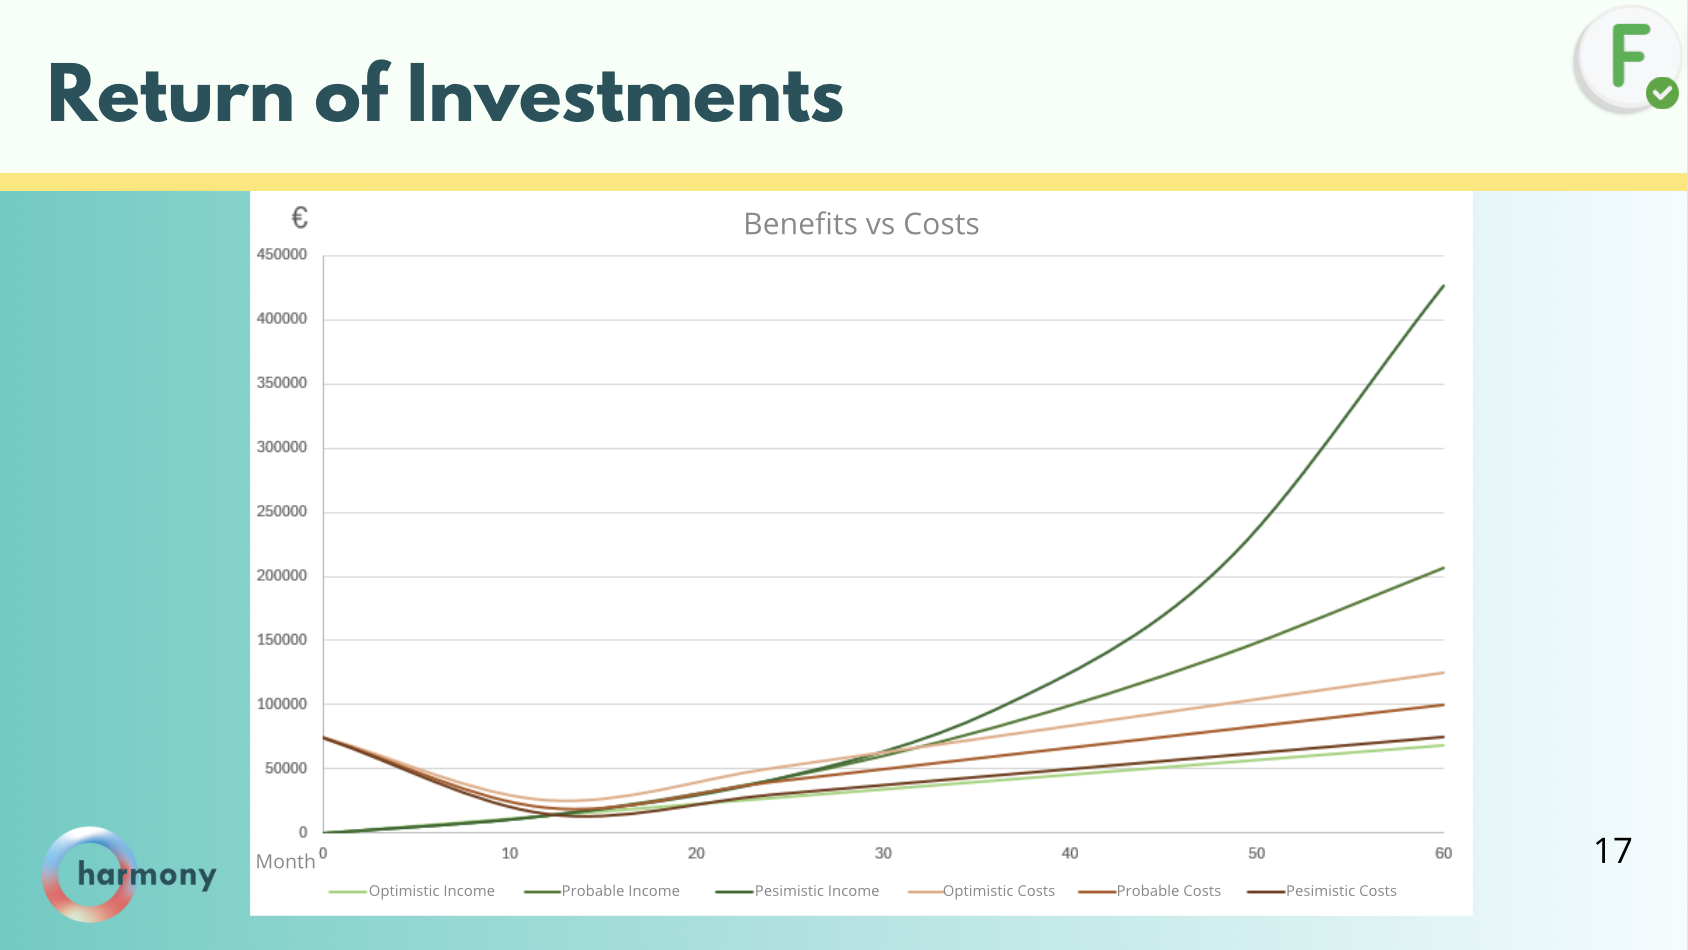 Return of Investments
F
€
Benefits vs Costs
450000
400000
350000
300000
250000
200000
150000
100000
50000
0
Month 0 10 20 30 40 50 60
Optimistic Income Probable Income Pesimistic Income Optimistic Costs Probable Costs Pesimistic Costs
harmony
17